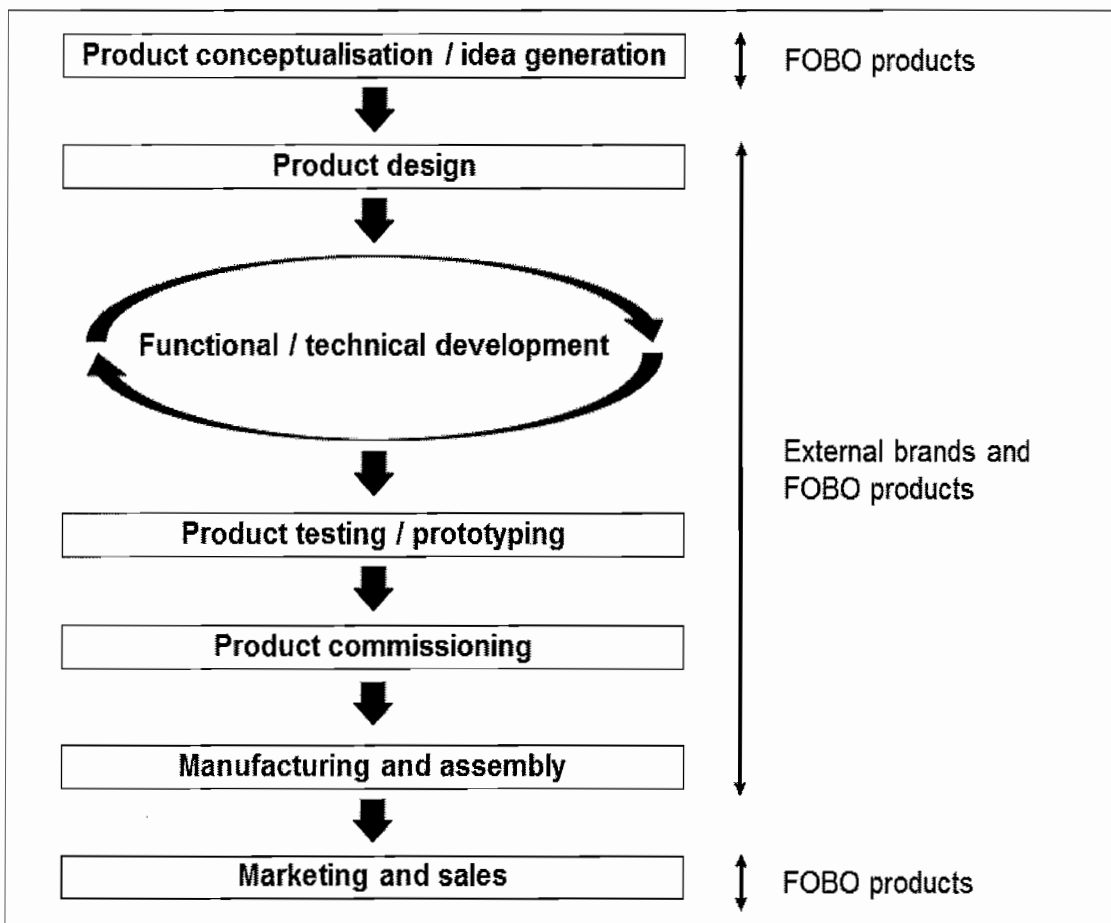 Product conceptualisation / idea generation
FOBO products
Product design
Functional / technical development
External brands and
FOBO products
Product testing / prototyping
Product commissioning
Manufacturing and assembly
Marketing and sales
FOBO products